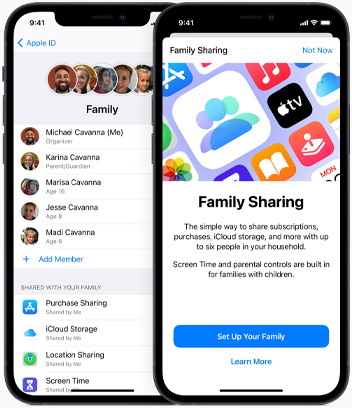 9:41
Apple ID
Family
Michael Cavanna (Me)
Organizer
Karina Cavanna
Parent/Guardian
Marisa Cavanna
Age 16
Jesse Cavanna
Age 8
Madi Cavanna
Age 6
+ Add Member
SHARED WITH YOUR FAMILY
Purchase Sharing
Shared by Me
iCloud Storage
Shared by Me
Location Sharing
Shared by Me
Screen Time
9:41
Family Sharing Not Now
tv
MON
Family Sharing
The simple way to share subscriptions,
purchases, iCloud storage, and more with up
to six people in your household.
Screen Time and parental controls are built in
for families with children.
Set Up Your Family
Learn More